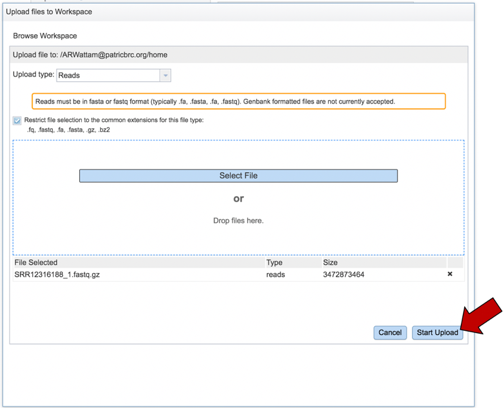 Upload files to Workspace
Browse Workspace
Upload file to: /ARWattam@patricbrc.org/home
Upload type: Reads
Reads must be in fasta or fastq format (typically .fa, .fasta, .fa, .fastq). Genbank formatted files are not currently accepted.
Restrict file selection to the common extensions for this file type:
.fq, .fastq, .fa, .fasta, .gz, .bz2
Select File
or
Drop files here.
File Selected Type Size
SRR12316188_1.fastq.gz reads 3472873464
Cancel Start Upload